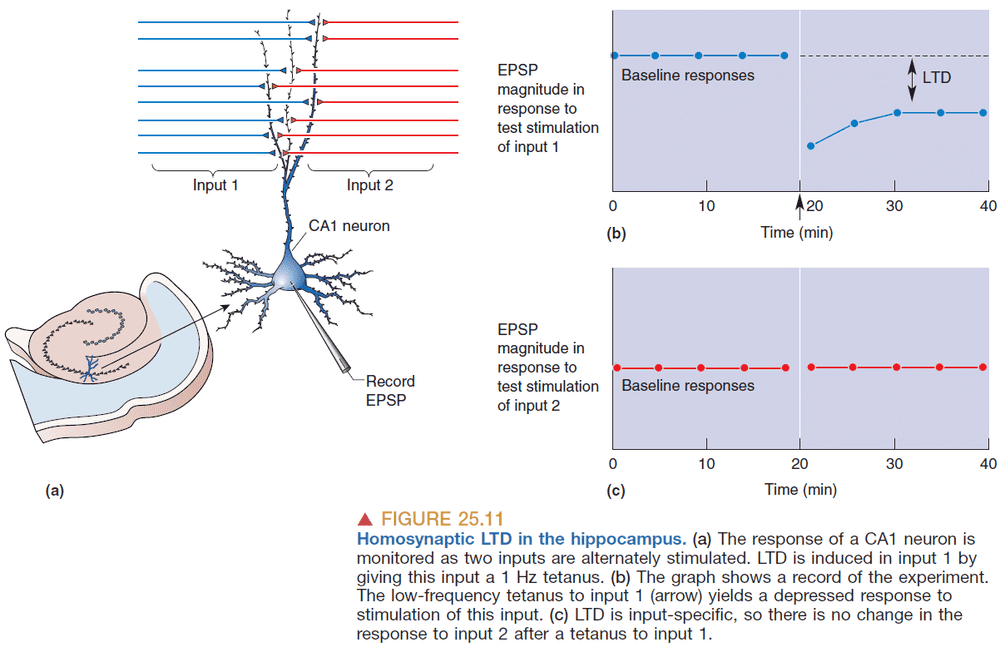 Input 1
Input 2
CA1 neuron
Record
EPSP
(a)
EPSP
magnitude in
response to
test stimulation
of input 1
Baseline responses
LTD
0
10
20
30
40
(b)
Time (min)
EPSP
magnitude in
response to
test stimulation
of input 2
Baseline responses
0
10
20
30
40
(c)
Time (min)
▲ FIGURE 25.11
Homosynaptic LTD in the hippocampus. (a) The response of a CA1 neuron is
monitored as two inputs are alternately stimulated. LTD is induced in input 1 by
giving this input a 1 Hz tetanus. (b) The graph shows a record of the experiment.
The low-frequency tetanus to input 1 (arrow) yields a depressed response to
stimulation of this input. (c) LTD is input-specific, so there is no change in the
response to input 2 after a tetanus to input 1.